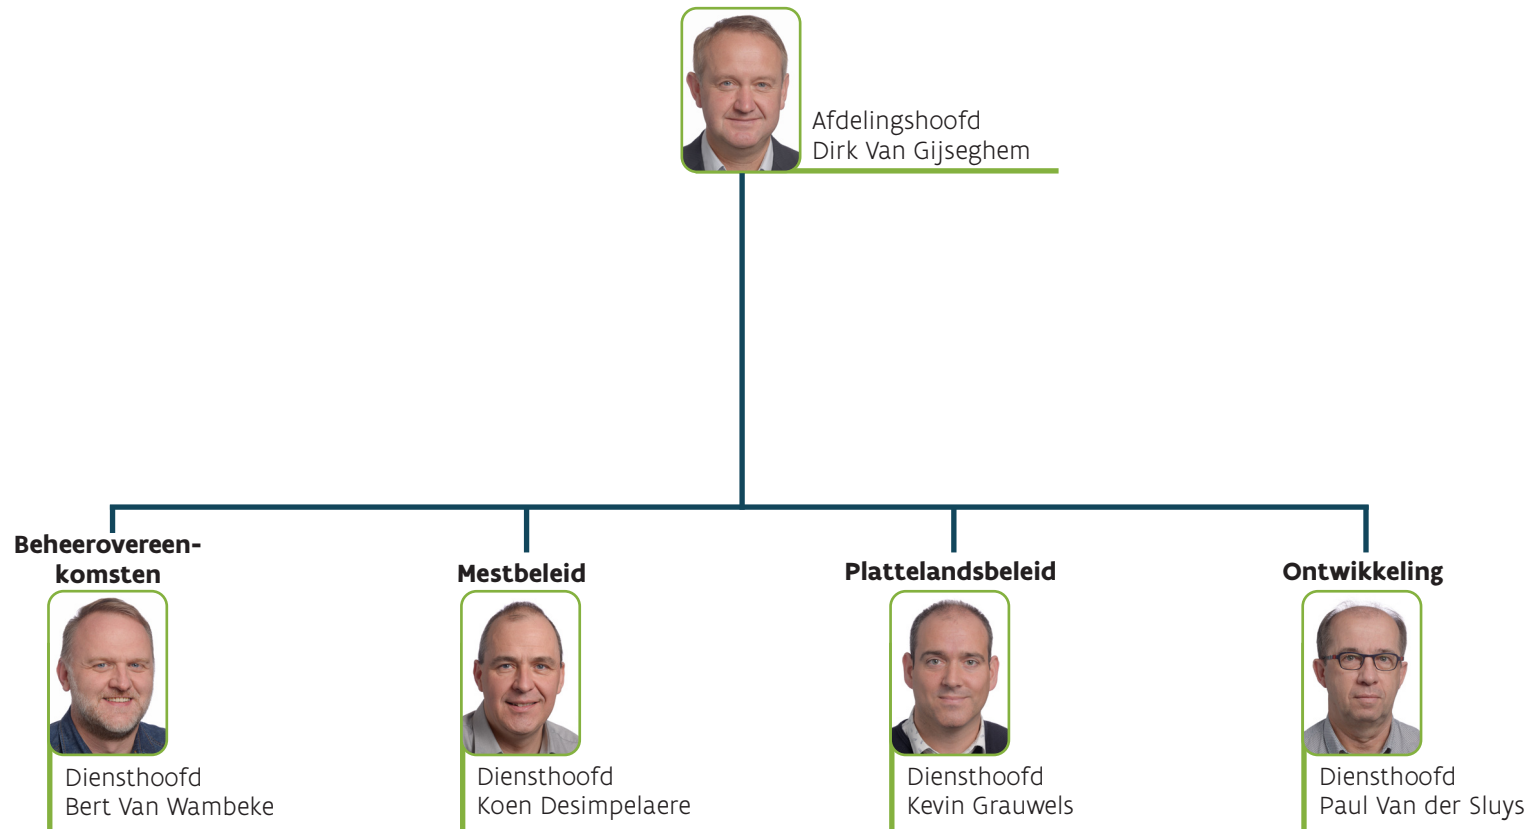 Afdelingshoofd
Dirk Van Gijseghem
Beheerovereen-
komsten
Diensthoofd
Bert Van Wambeke
Mestbeleid
Diensthoofd
Koen Desimpelaere
Plattelandsbeleid
Diensthoofd
Kevin Grauwels
Ontwikkeling
Diensthoofd
Paul Van der Sluys